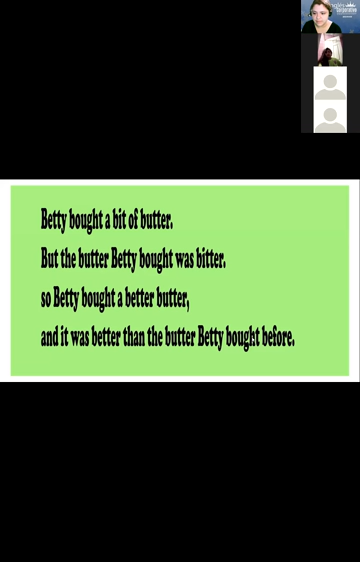 Betty bought a bit of butter.
But the butter Betty bought was bitter.
so Betty bought a better butter,
and it was better than the butter Betty bought before.